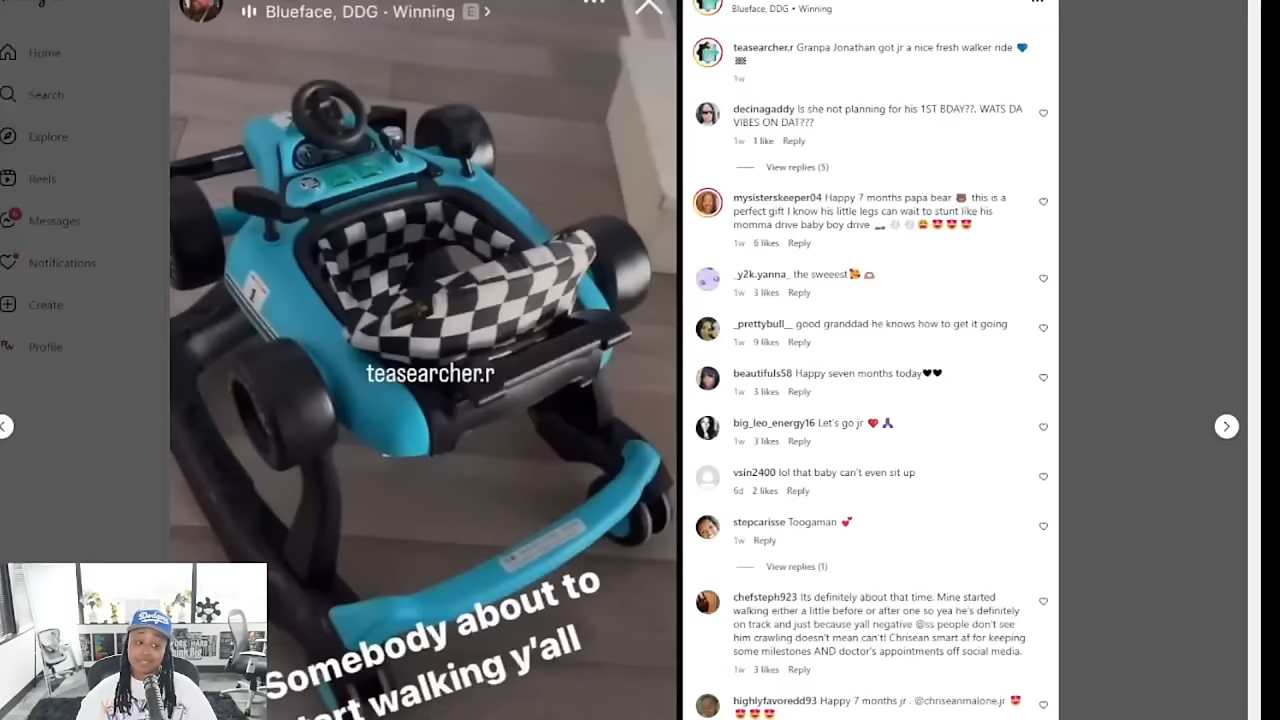 Blueface, DDG · Winning E
Home
Search
Explore
Reels
Messages
Notifications
Create
Profile
teasearcher.r
Somebody about to
start walking y'all
Blueface, DDG • Winning
teasearcher.r Granpa Jonathan got jr a nice fresh walker ride 💙
🏁
1w
decinagaddy Is she not planning for his 1ST BDAY??. WATS DA
VIBES ON DAT???
1w 1 like Reply
View replies (5)
mysisterskeeper04 Happy 7 months papa bear 🐻 this is a
perfect gift I know his little legs can wait to stunt like his
momma drive baby boy drive 🏎️ 💨 💨 😩 😍 😍 😍
1w 6 likes Reply
_y2k.yanna_ the sweeest🥰 🫶🏽
1w 3 likes Reply
_prettybull__ good granddad he knows how to get it going
1w 9 likes Reply
beautifuls58 Happy seven months today🖤🖤
1w 3 likes Reply
big_leo_energy16 Let's go jr ❤️ 🙏🏾
1w 3 likes Reply
vsin2400 lol that baby can't even sit up
6d 2 likes Reply
stepcarisse Toogaman 💕
1w Reply
View replies (1)
chefsteph923 Its definitely about that time. Mine started
walking either a little before or after one so yea he's definitely
on track and just because yall negative @ss people don't see
him crawling doesn't mean can't! Chrisean smart af for keeping
some milestones AND doctor's appointments off social media.
1w 3 likes Reply
highlyfavoredd93 Happy 7 months jr . @chriseanmalone.jr 😍
😍 😍 😍
Dodgers